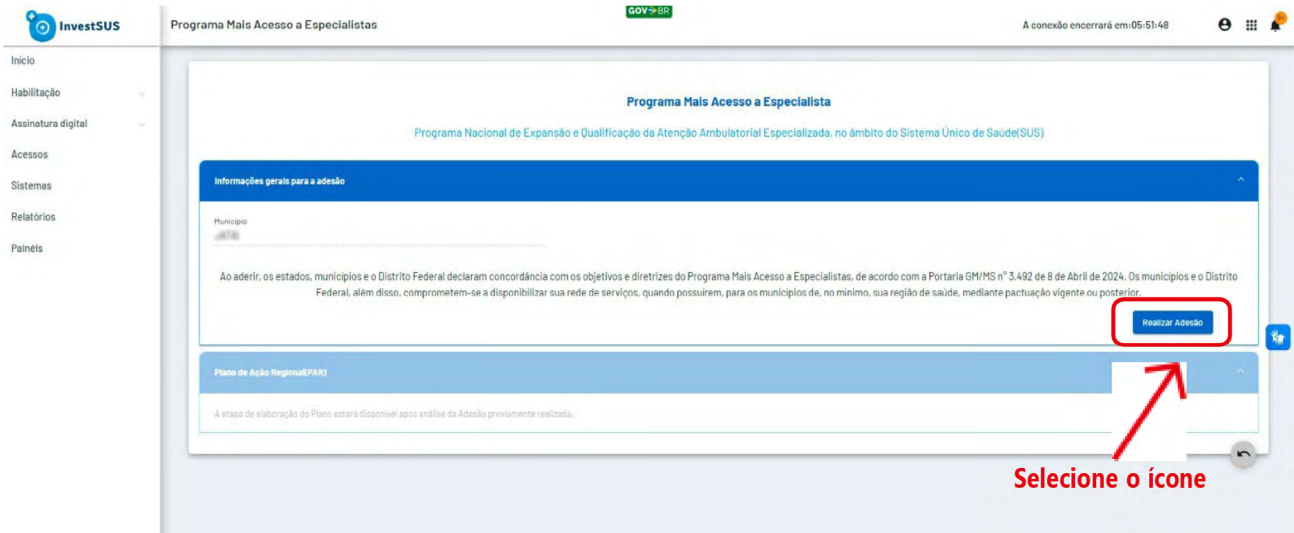 InvestSUS
Programa Mais Acesso a Especialistas
GOV BR
A conexão encerrará em:05:51:48
9+
Início
Habilitação
Assinatura digital
Acessos
Sistemas
Relatórios
Painéis
Programa Mais Acesso a Especialista
Programa Nacional de Expansão e Qualificação da Atenção Ambulatorial Especializada, no âmbito do Sistema Único de Saúde(SUS)
Informações gerais para a adesão
Município
Ao aderir, os estados, municípios e o Distrito Federal declaram concordância com os objetivos e diretrizes do Programa Mais Acesso a Especialistas, de acordo com a Portaria GM/MS n° 3.492 de 8 de Abril de 2024. Os municípios e o Distrito
Federal, além disso, comprometem-se a disponibilizar sua rede de serviços, quando possuírem, para os municípios de, no mínimo, sua região de saúde, mediante pactuação vigente ou posterior.
Realizar Adesão
Plano de Ação Regional(PAR)
A etapa de elaboração do Plano estará disponível após análise da Adesão previamente realizada.
Selecione o ícone